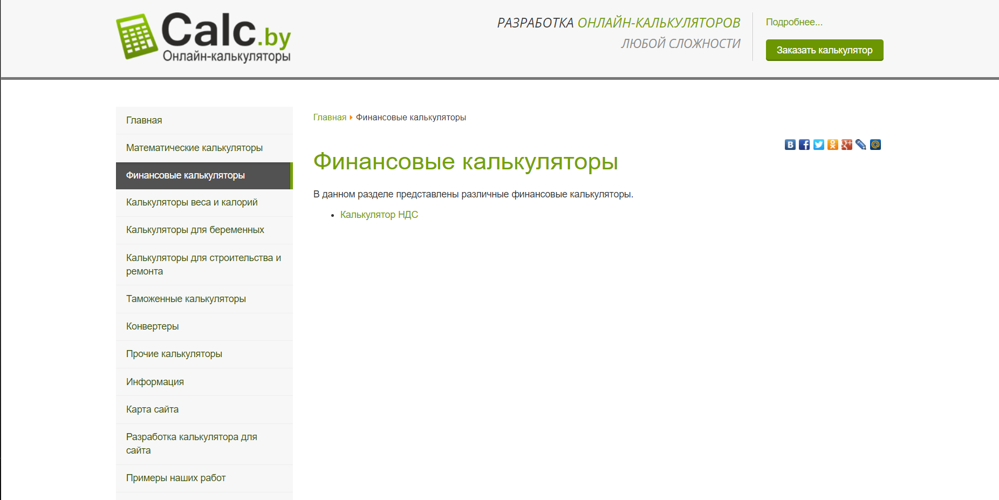 Calc.by
Онлайн-калькуляторы
РАЗРАБОТКА ОНЛАЙН-КАЛЬКУЛЯТОРОВ
ЛЮБОЙ СЛОЖНОСТИ
Подробнее...
Заказать калькулятор
Главная
Математические калькуляторы
Финансовые калькуляторы
Калькуляторы веса и калорий
Калькуляторы для беременных
Калькуляторы для строительства и
ремонта
Таможенные калькуляторы
Конвертеры
Прочие калькуляторы
Информация
Карта сайта
Разработка калькулятора для
сайта
Примеры наших работ
Главная Финансовые калькуляторы
Финансовые калькуляторы
В данном разделе представлены различные финансовые калькуляторы.
• Калькулятор НДС